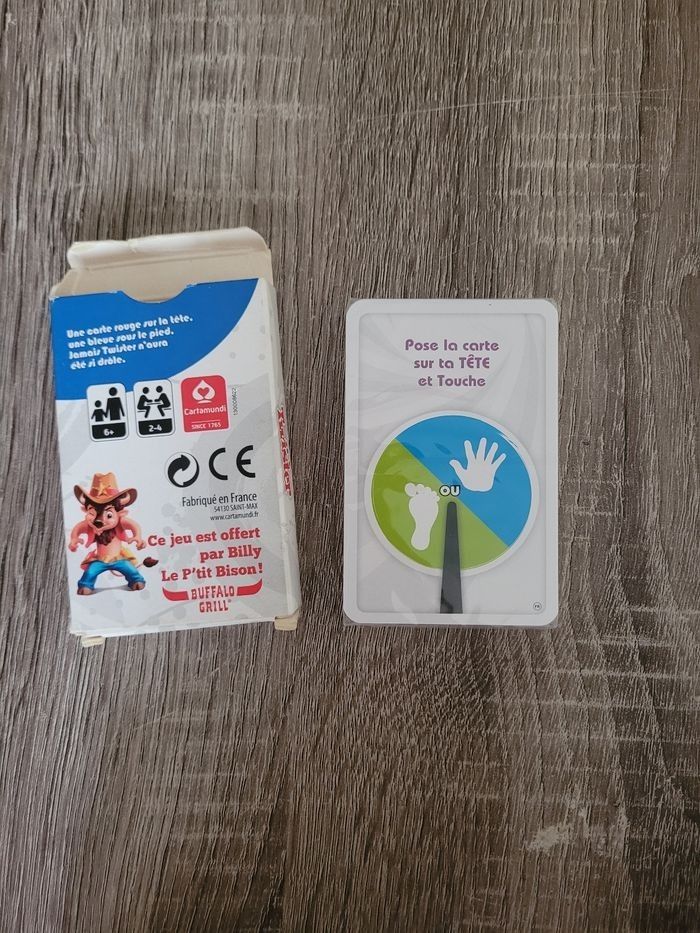 Une carte rouge sur la tête,
une bleue sous le pied.
Jamais Twister n'aura
été si drôle.
6+
2-4
Cartamundi
SINCE 1765
CE
Fabriqué en France
54130 SAINT-MAX
www.cartamundi.fr
Ce jeu est offert
par Billy
Le P'tit Bison!
BUFFALO
GRILL®
Twister
Pose la carte
sur ta TÊTE
et Touche
OU
FR